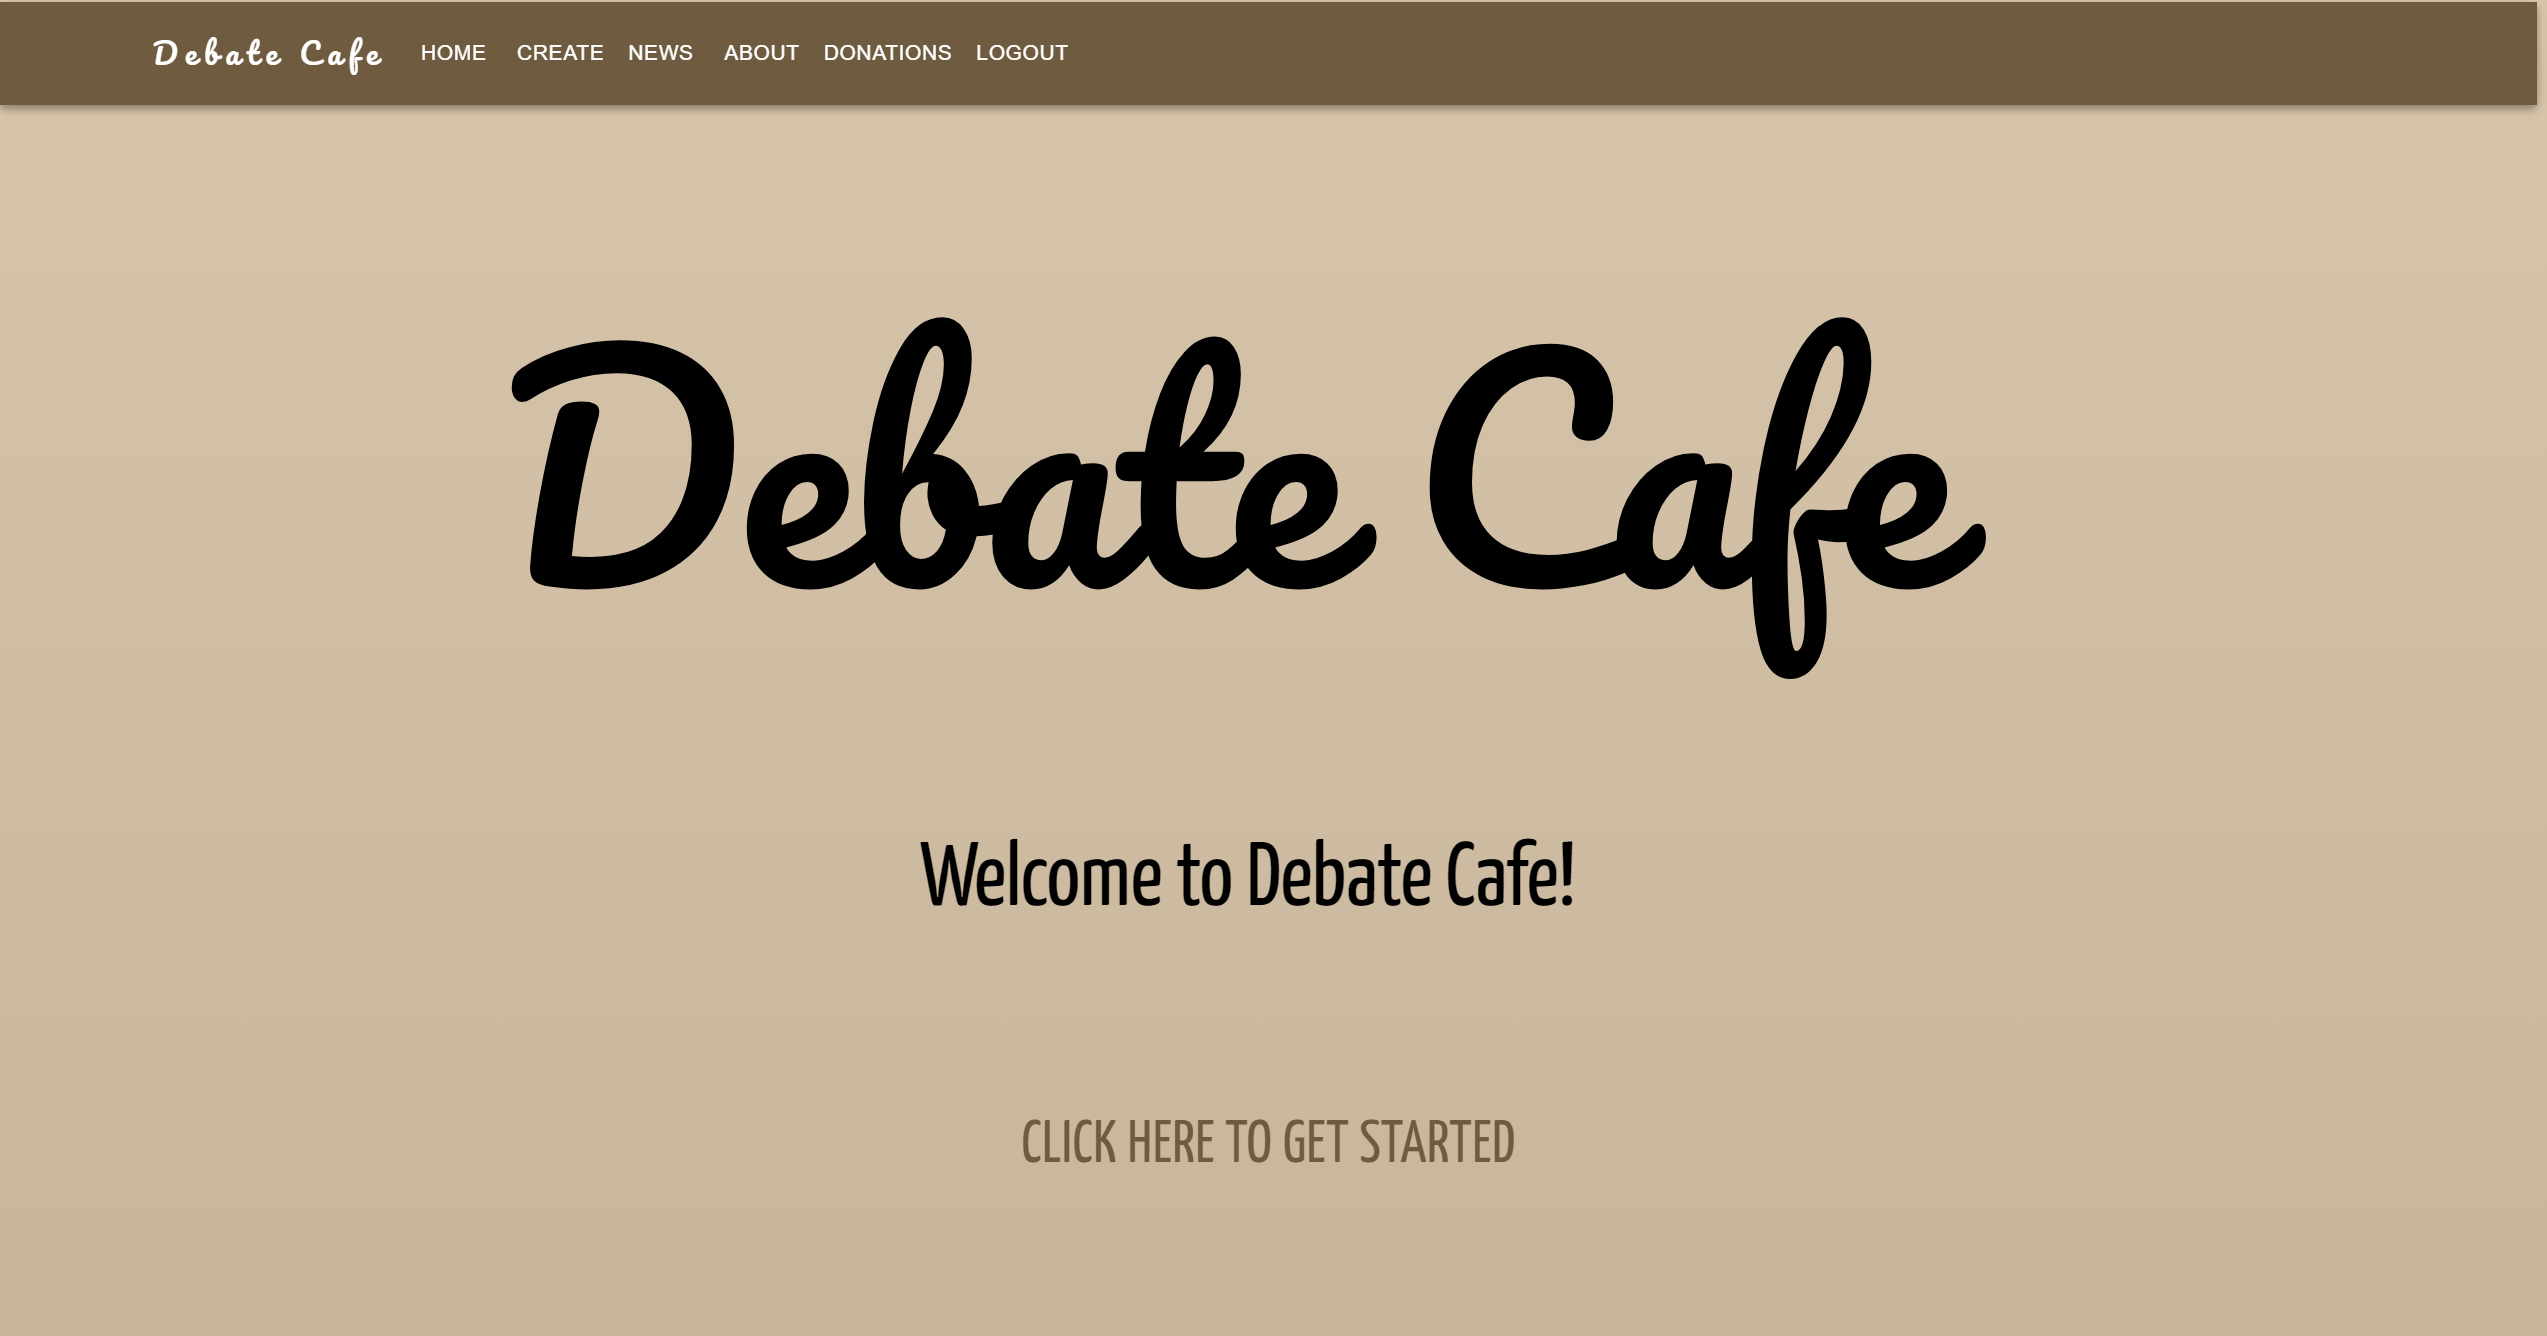 Debate Cafe HOME CREATE NEWS ABOUT DONATIONS LOGOUT
Debate Cafe
Welcome to Debate Cafe!
CLICK HERE TO GET STARTED